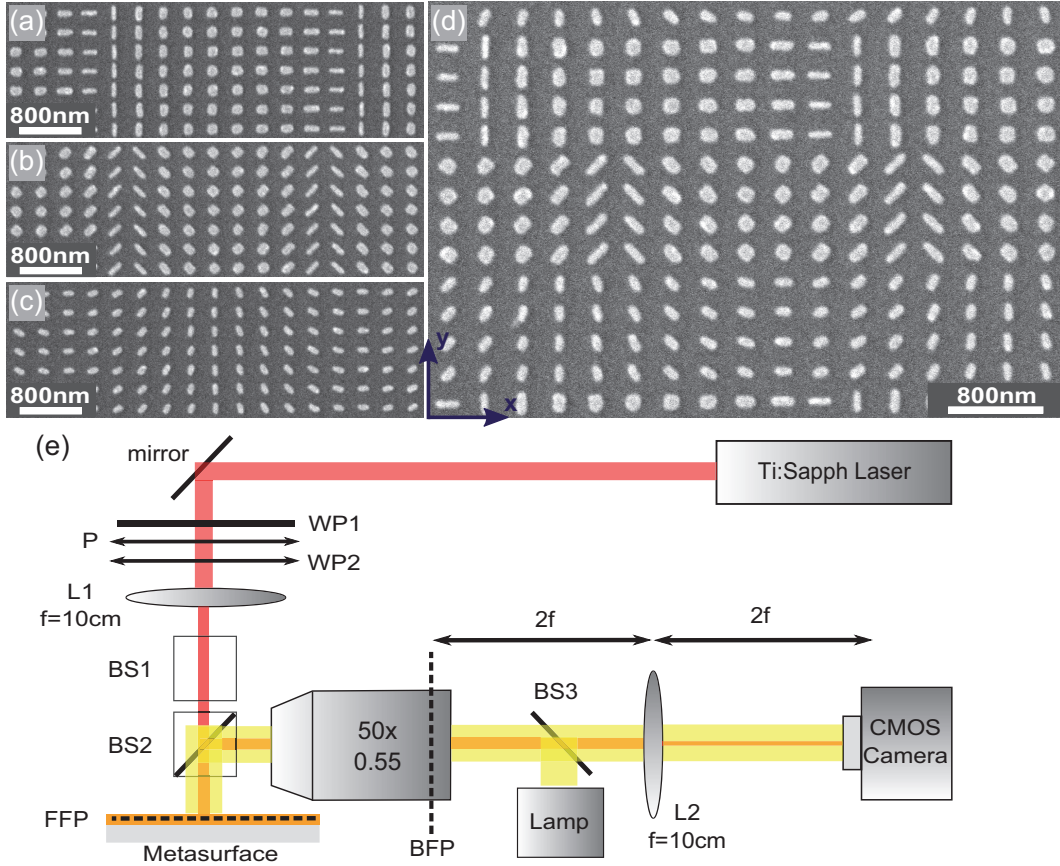 (a)
800nm
(b)
800nm
(c)
800nm
(d)
y
x
800nm
(e)
mirror
Ti:Sapph Laser
WP1
P
WP2
L1
f=10cm
2f
2f
BS1
BS3
BS2
50x
0.55
CMOS
Camera
FFP
Lamp
L2
f=10cm
Metasurface
BFP